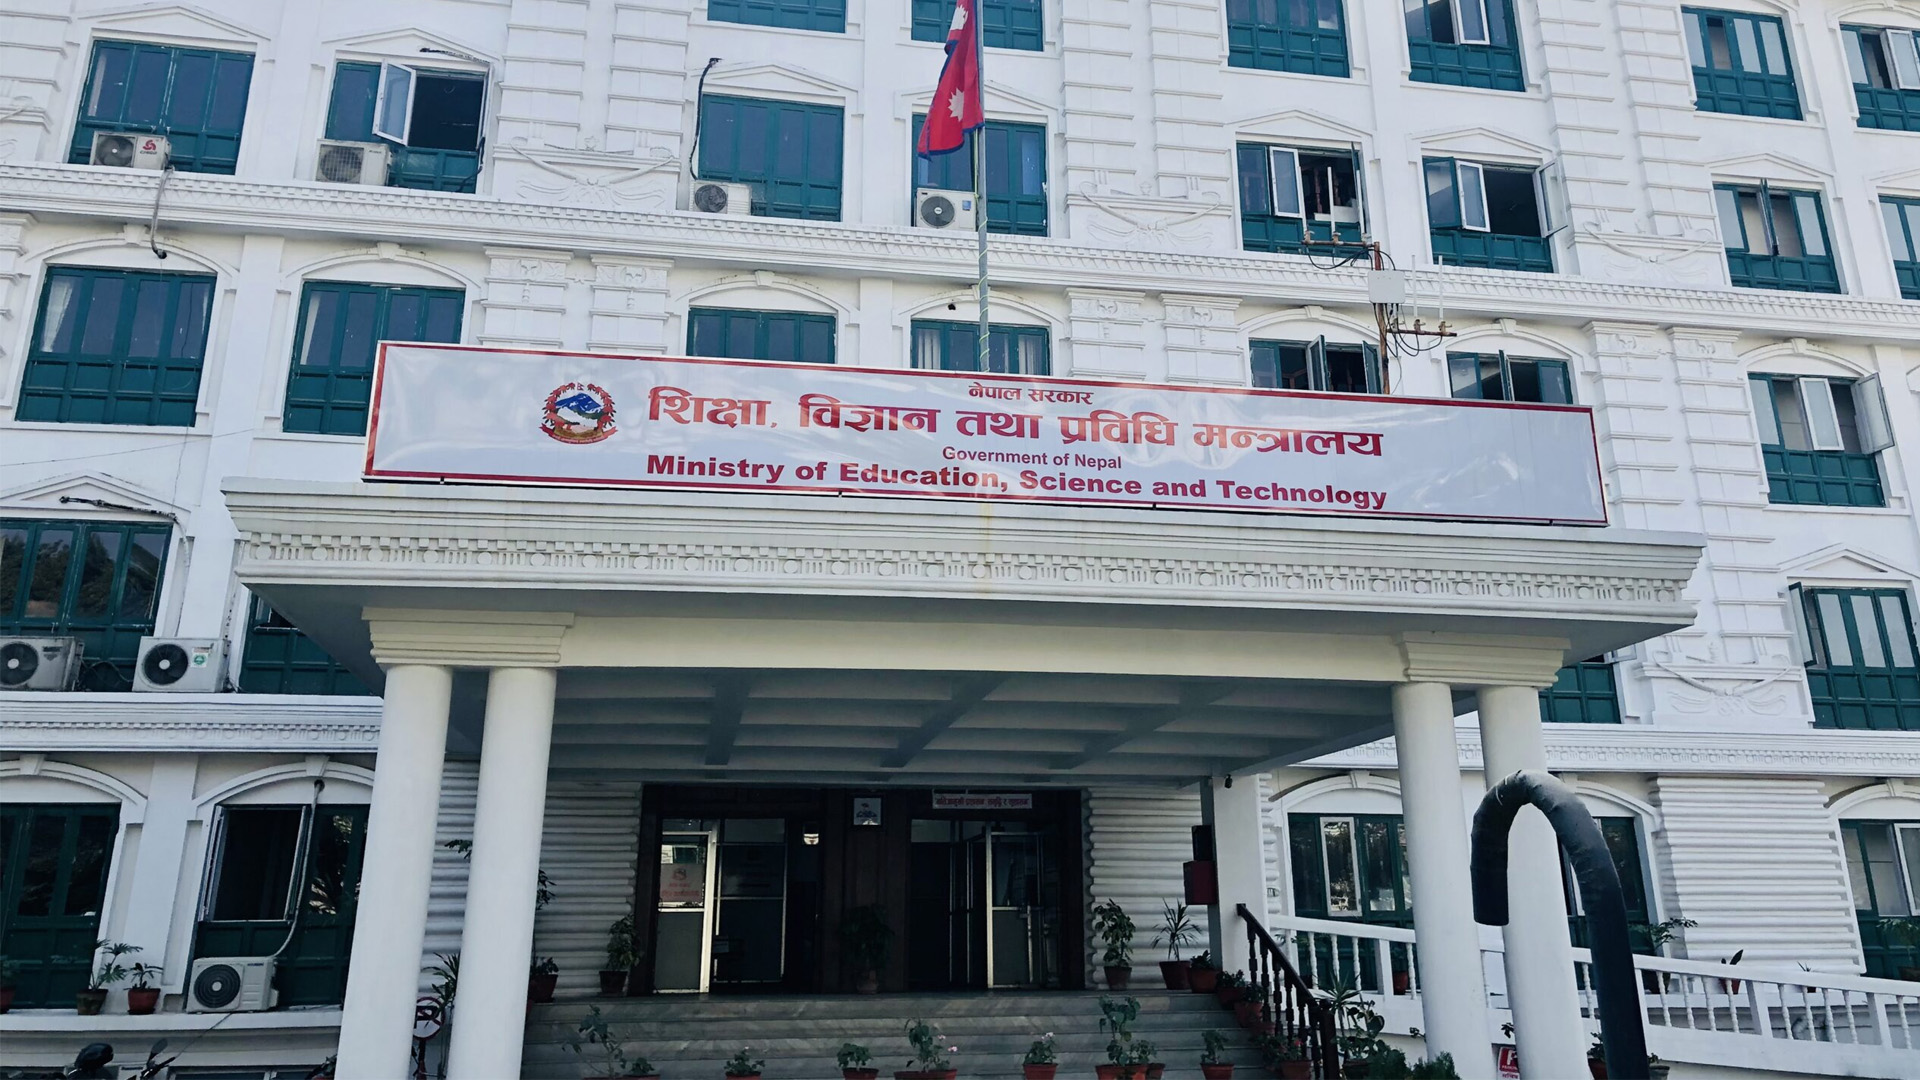 नेपाल सरकार
शिक्षा, विज्ञान तथा प्रविधि मन्त्रालय
Government of Nepal
Ministry of Education, Science and Technology